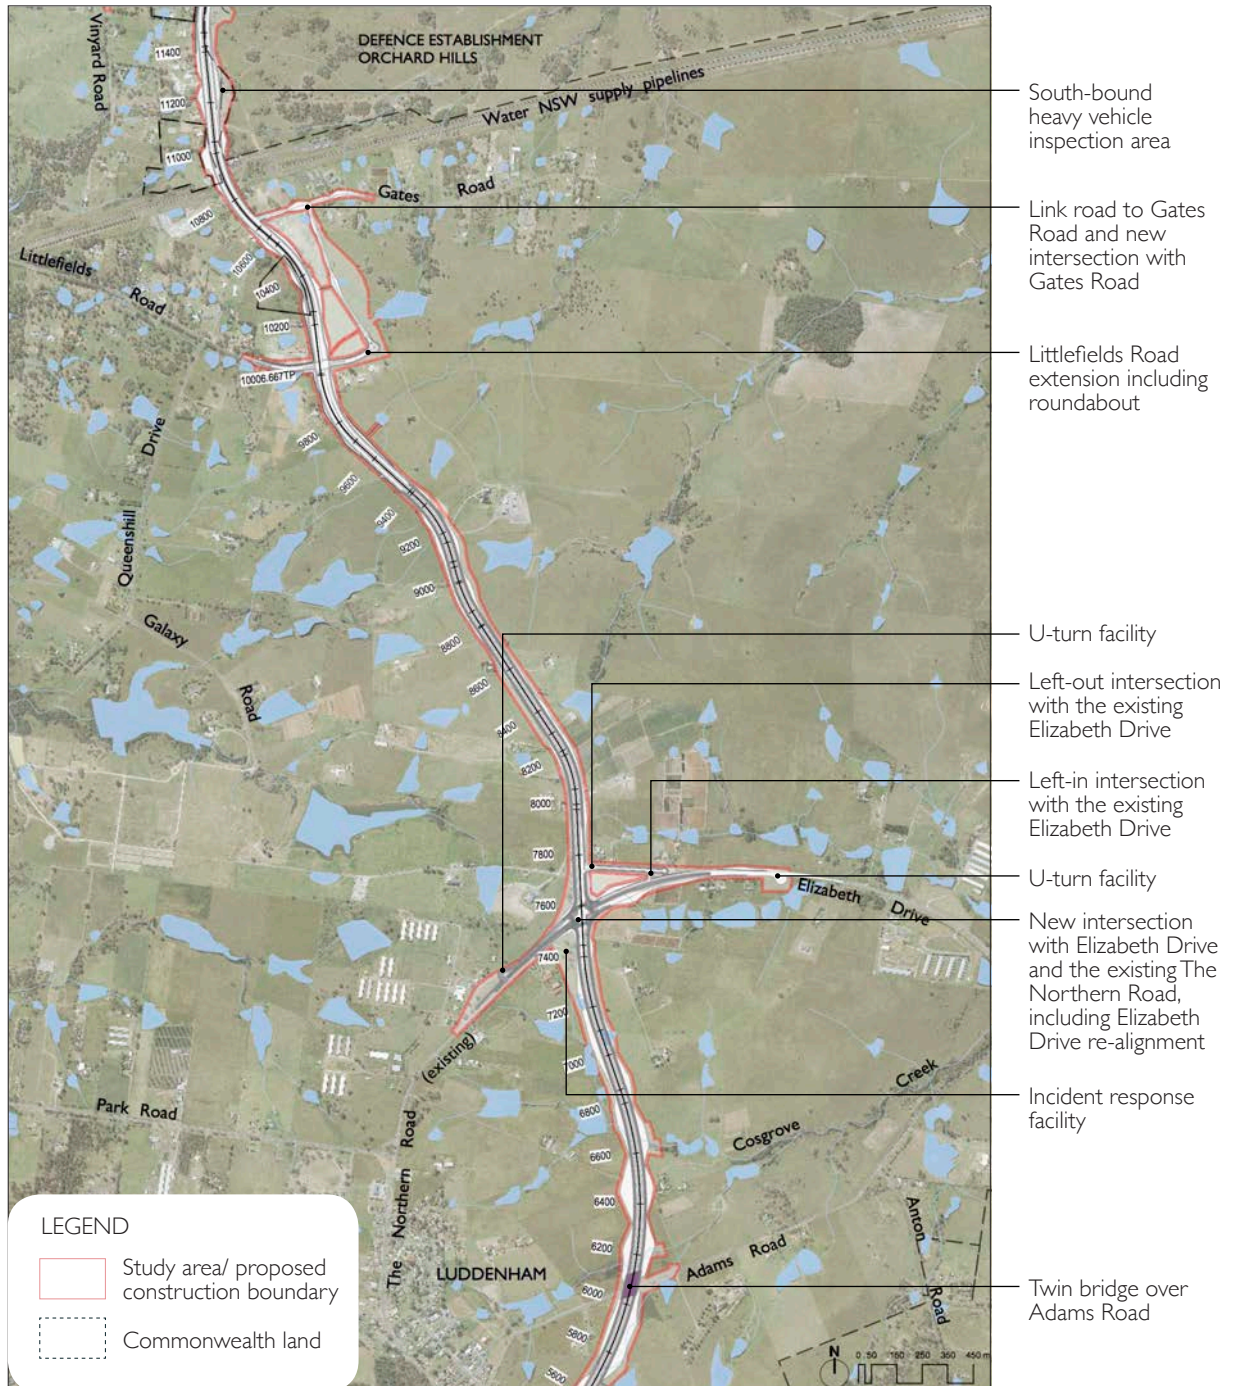 DEFENCE ESTABLISHMENT
ORCHARD HILLS
Vinyard Road
Water NSW supply pipelines
11400
11200
11000
10800
10600
10400
10200
10006.667TP
Gates Road
Littlefields Road
9800
9600
9400
9200
9000
8800
8600
8400
8200
8000
7800
7600
7400
7200
7000
6800
6600
6400
6200
6000
5800
5600
Queenshill Drive
Galaxy Road
Elizabeth Drive
(existing)
The Northern Road
Park Road
Cosgrove Creek
Adams Road
Anton Road
LUDDENHAM
South-bound
heavy vehicle
inspection area
Link road to Gates
Road and new
intersection with
Gates Road
Littlefields Road
extension including
roundabout
U-turn facility
Left-out intersection
with the existing
Elizabeth Drive
Left-in intersection
with the existing
Elizabeth Drive
U-turn facility
New intersection
with Elizabeth Drive
and the existing The
Northern Road,
including Elizabeth
Drive re-alignment
Incident response
facility
Twin bridge over
Adams Road
LEGEND
Study area/ proposed
construction boundary
Commonwealth land
N
0 50 150 250 350 450 m